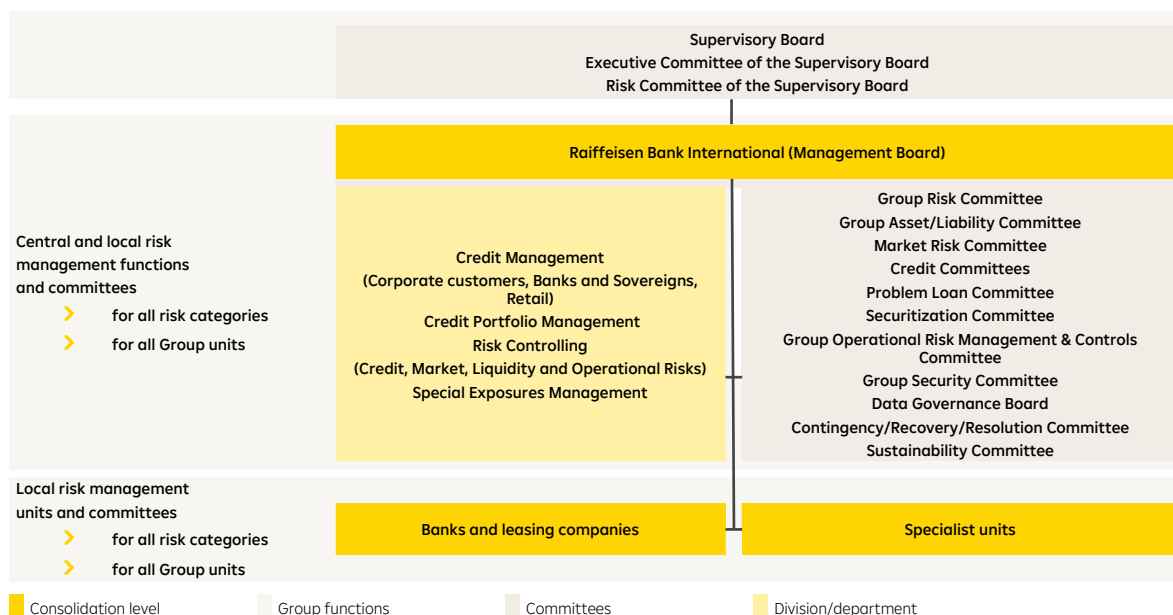 Supervisory Board
Executive Committee of the Supervisory Board
Risk Committee of the Supervisory Board
Raiffeisen Bank International (Management Board)
Central and local risk
management functions
and committees
for all risk categories
for all Group units
Credit Management
(Corporate customers, Banks and Sovereigns,
Retail)
Credit Portfolio Management
Risk Controlling
(Credit, Market, Liquidity and Operational Risks)
Special Exposures Management
Group Risk Committee
Group Asset/Liability Committee
Market Risk Committee
Credit Committees
Problem Loan Committee
Securitization Committee
Group Operational Risk Management & Controls
Committee
Group Security Committee
Data Governance Board
Contingency/Recovery/Resolution Committee
Sustainability Committee
Local risk management
units and committees
for all risk categories
for all Group units
Banks and leasing companies
Specialist units
Consolidation level
Group functions
Committees
Division/department